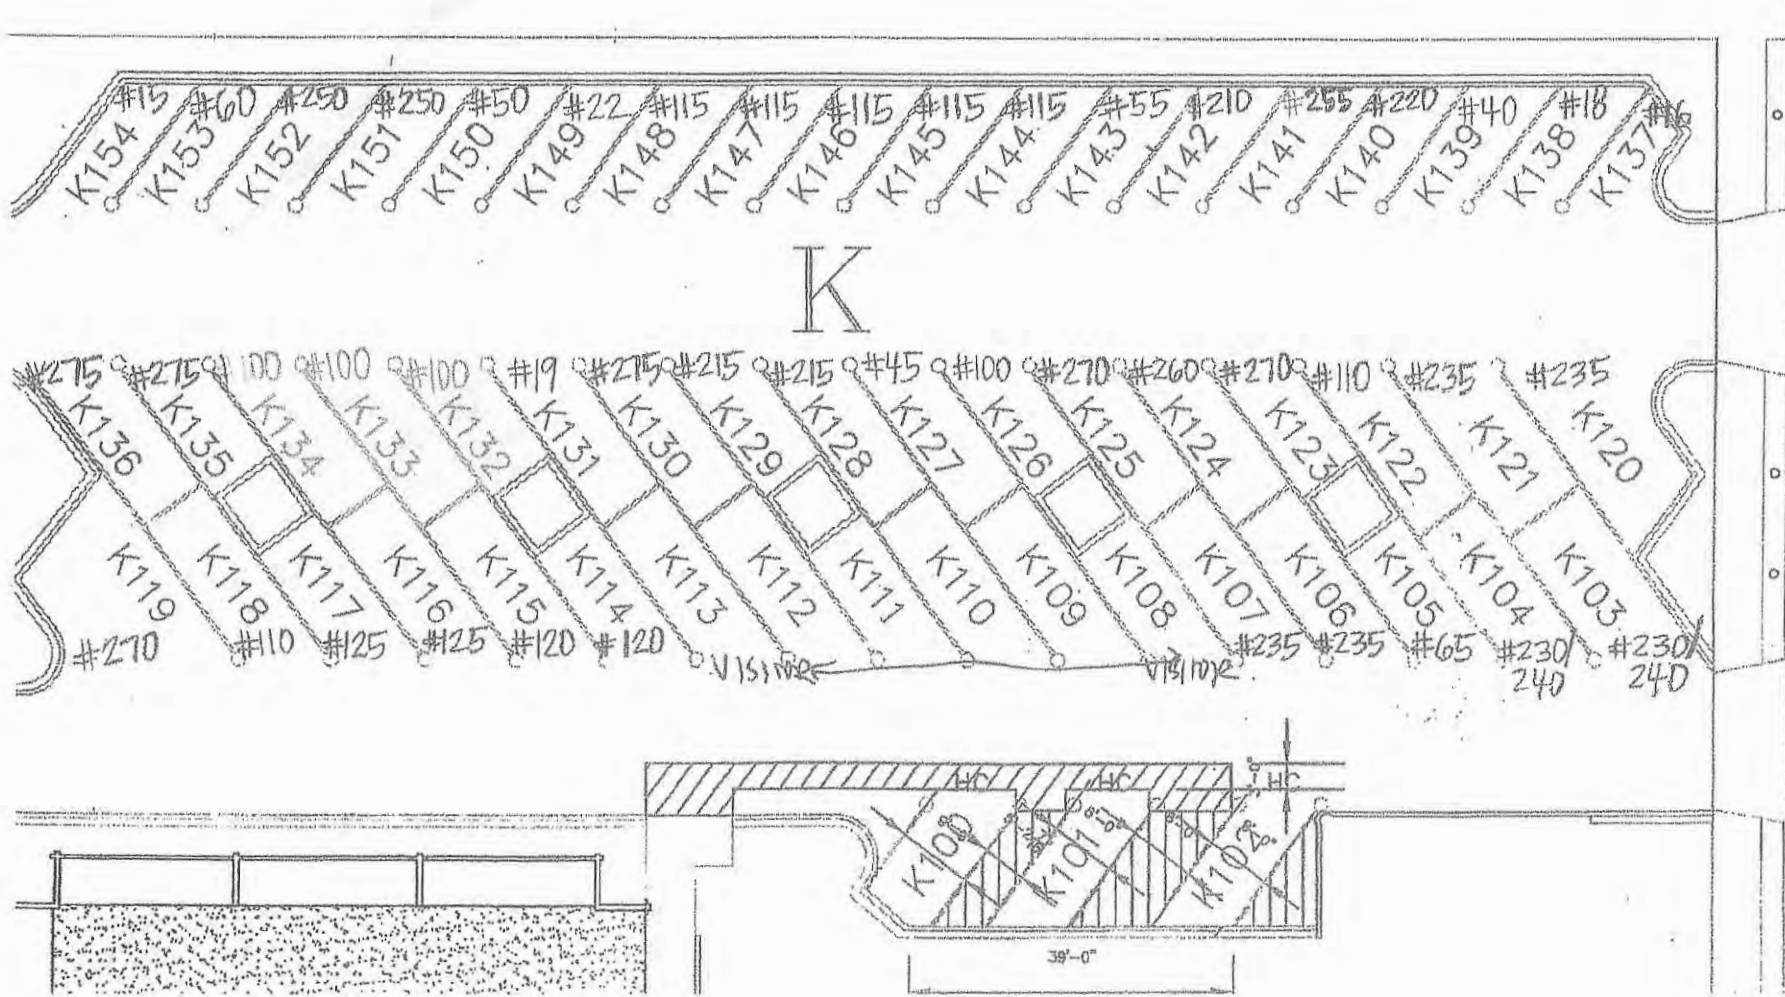 #15 #60 #250 #250 #50 #22 #115 #115 #115 #115 #115 #55 #210 #255 #220 #40 #18
K154 K153 K152 K151 K150 K149 K148 K147 K146 K145 K144 K143 K142 K141 K140 K139 K138 K137
K
#275 #275 100 #100 #100 #19 #275 #215 #215 #45 #100 #270 #260 #270 #110 #235 #235
K136 K135 K134 K133 K132 K131 K130 K129 K128 K127 K126 K125 K124 K123 K122 K121 K120
K119 K118 K117 K116 K115 K114 K113 K112 K111 K110 K109 K108 K107 K106 K105 K104 K103
#270 #110 #125 #125 #120 #120 #235 #235 #65 #230/ #230/
240 240
HC HC HC
K100 8'-0" K101 8'-0" K102
39'-0"